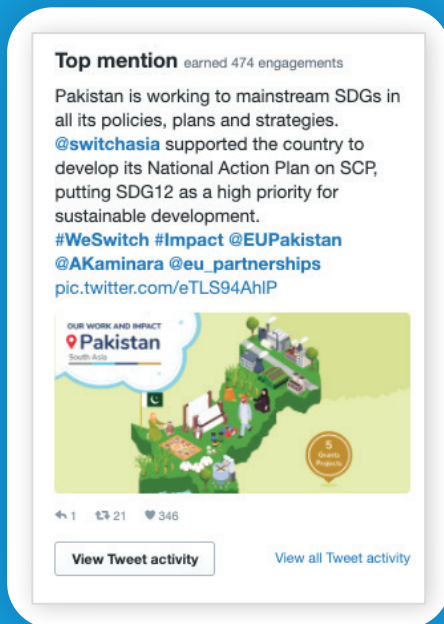 Top mention earned 474 engagements
Pakistan is working to mainstream SDGs in
all its policies, plans and strategies.
@switchasia supported the country to
develop its National Action Plan on SCP,
putting SDG12 as a high priority for
sustainable development.
#WeSwitch #Impact @EUPakistan
@AKaminara @eu_partnerships
pic.twitter.com/eTLS94AhlP
OUR WORK AND IMPACT
Pakistan
South Asia
5
Grants
Projects
1 21 346
View Tweet activity View all Tweet activity